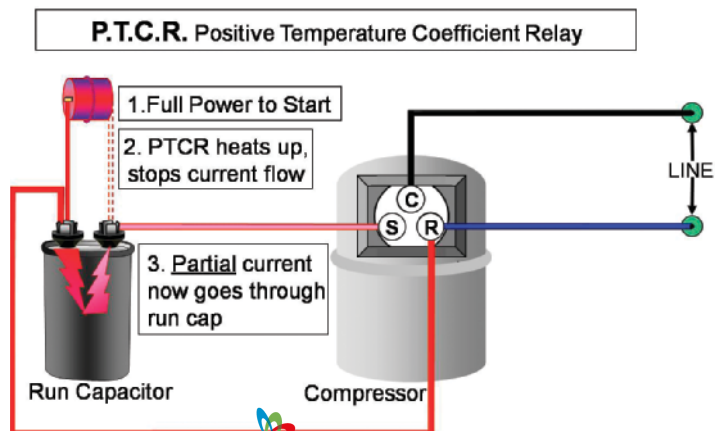 P.T.C.R. Positive Temperature Coefficient Relay
1.Full Power to Start
2. PTCR heats up,
stops current flow
LINE
C
S
R
3. Partial current
now goes through
run cap
Run Capacitor
Compressor